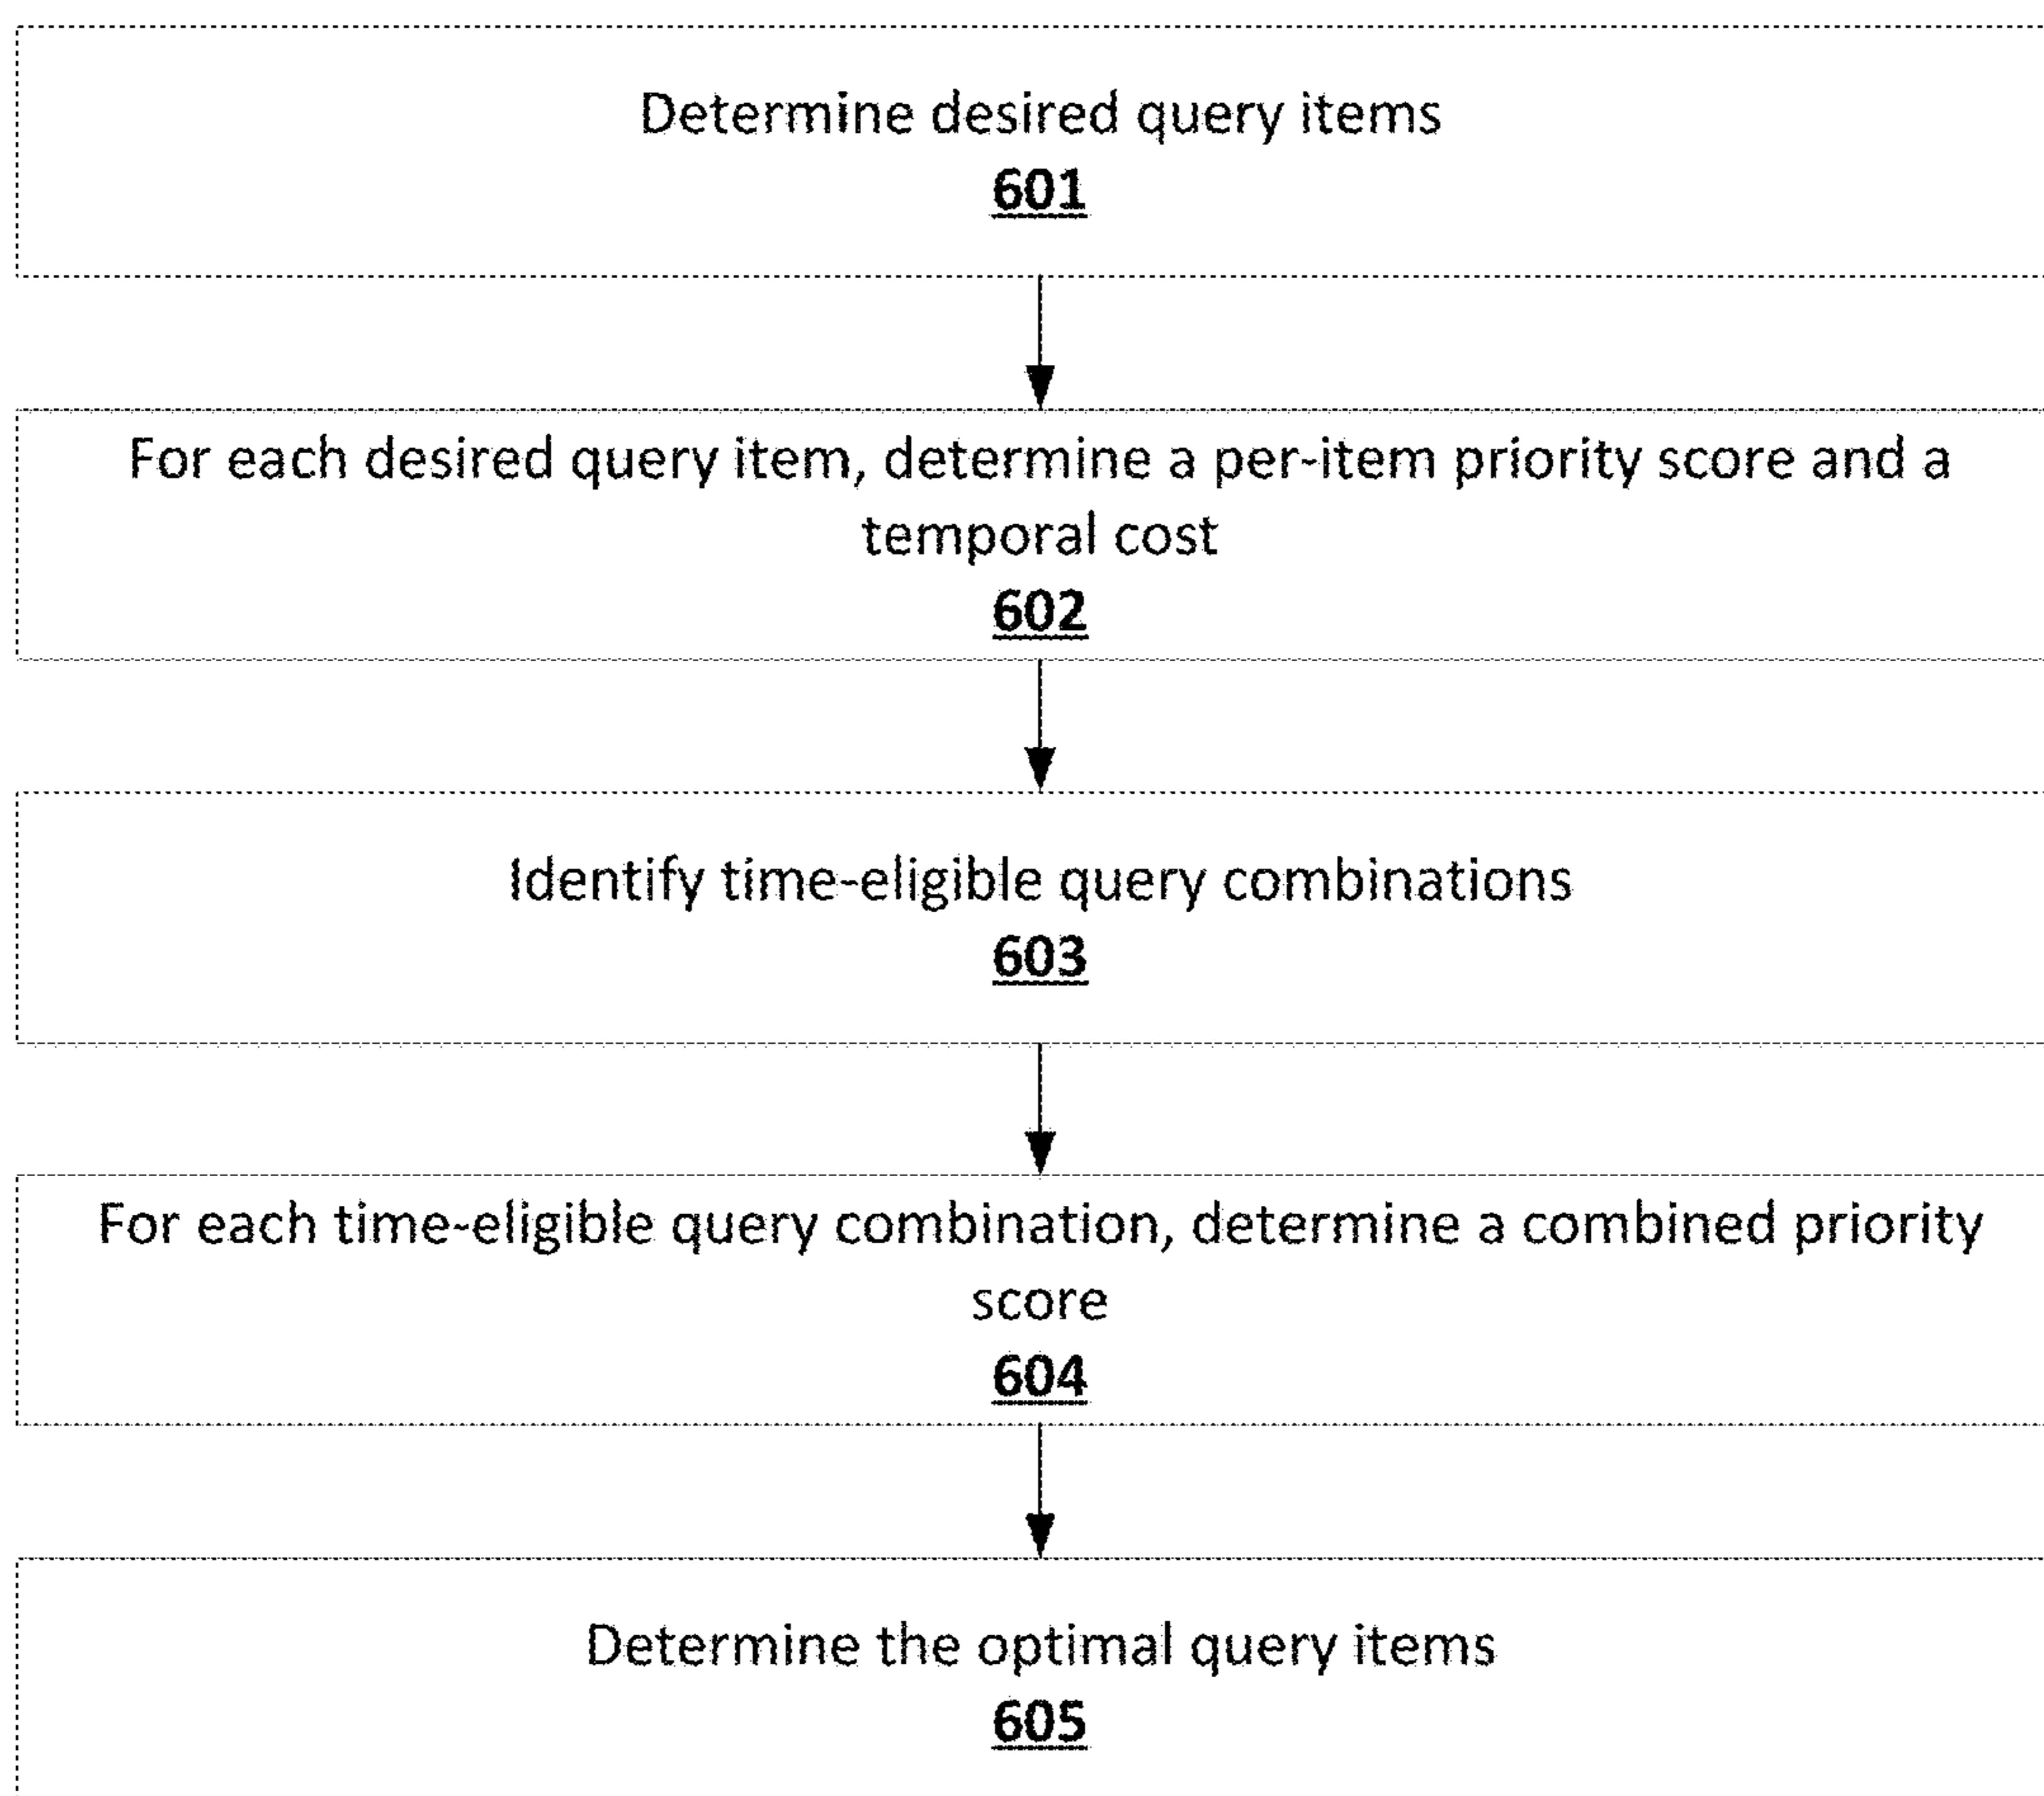 Determine desired query items
601
For each desired query item, determine a per-item priority score and a
temporal cost
602
Identify time-eligible query combinations
603
For each time-eligible query combination, determine a combined priority
score
604
Determine the optimal query items
605